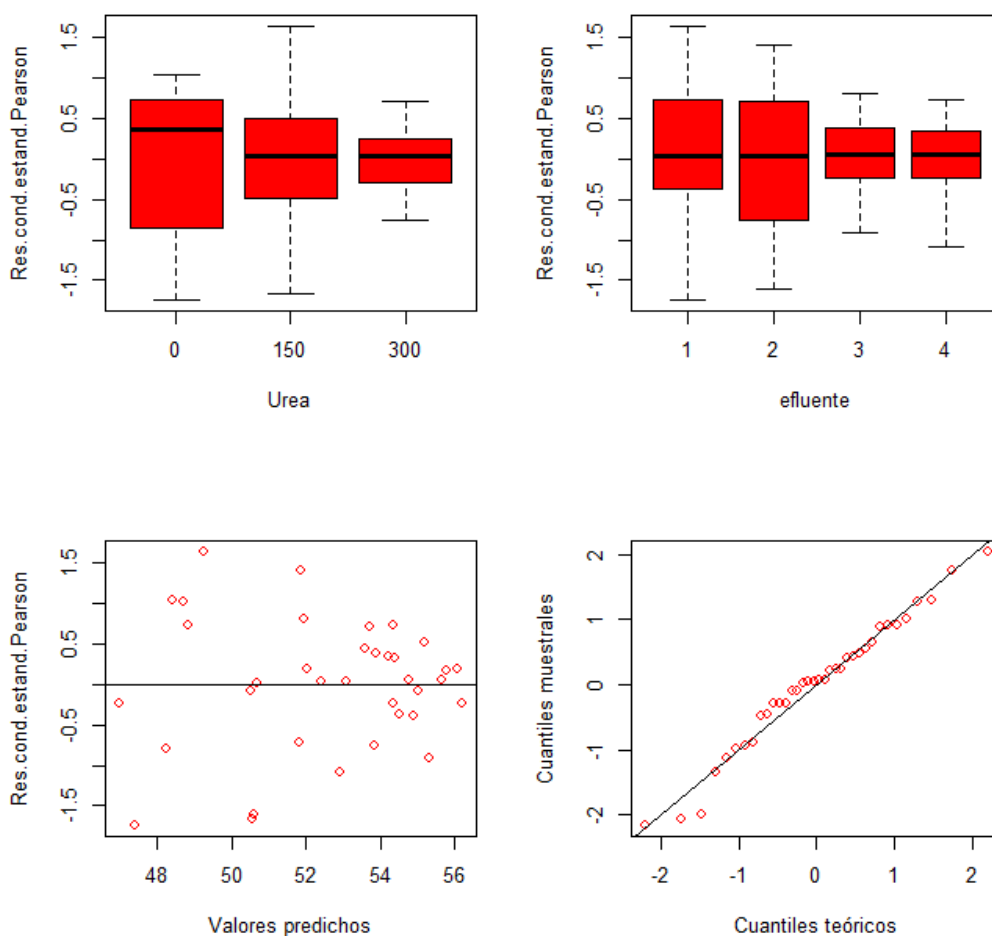 Res.cond.estand.Pearson
1.5
0.5
-0.5
-1.5
0 150 300
Urea
Res.cond.estand.Pearson
1.5
0.5
-0.5
-1.5
1 2 3 4
efluente
Res.cond.estand.Pearson
1.5
0.5
-0.5
-1.5
48 50 52 54 56
Valores predichos
Cuantiles muestrales
2
1
0
-1
-2
-2 -1 0 1 2
Cuantiles teóricos